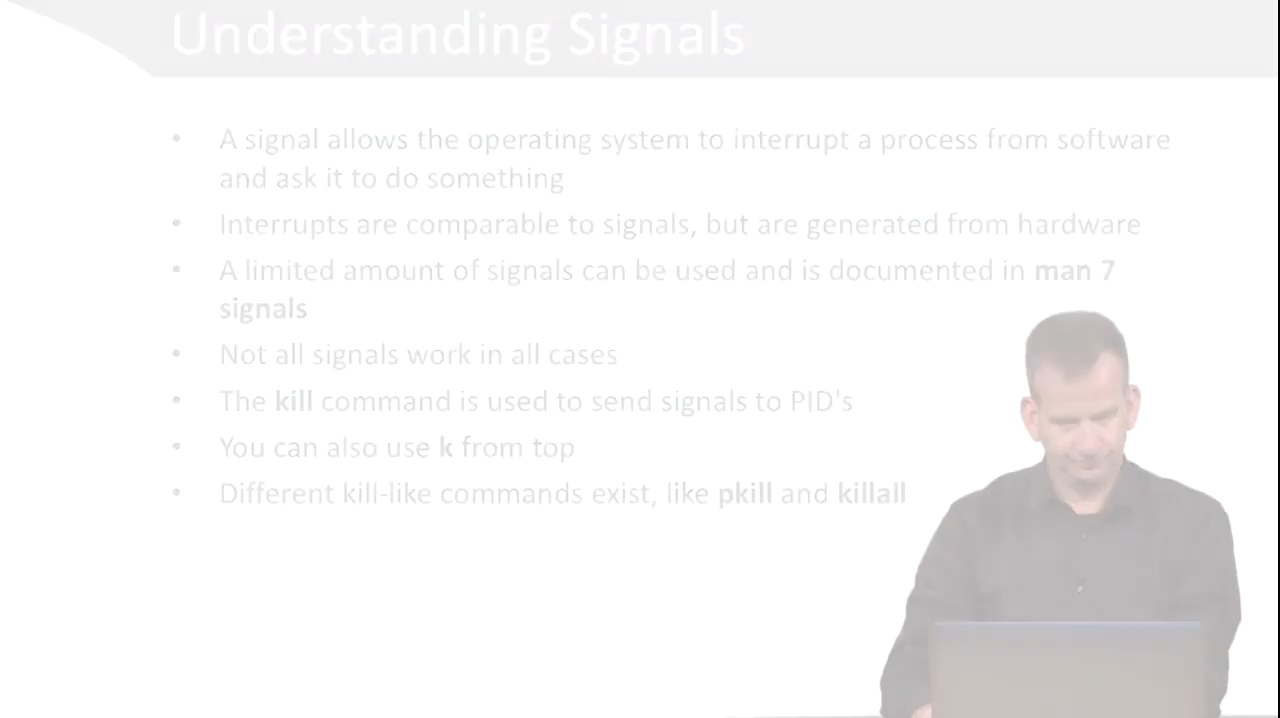 Understanding Signals
• A signal allows the operating system to interrupt a process from software
and ask it to do something
• Interrupts are comparable to signals, but are generated from hardware
• A limited amount of signals can be used and is documented in man 7
signals
• Not all signals work in all cases
• The kill command is used to send signals to PID's
• You can also use k from top
• Different kill-like commands exist, like pkill and killall